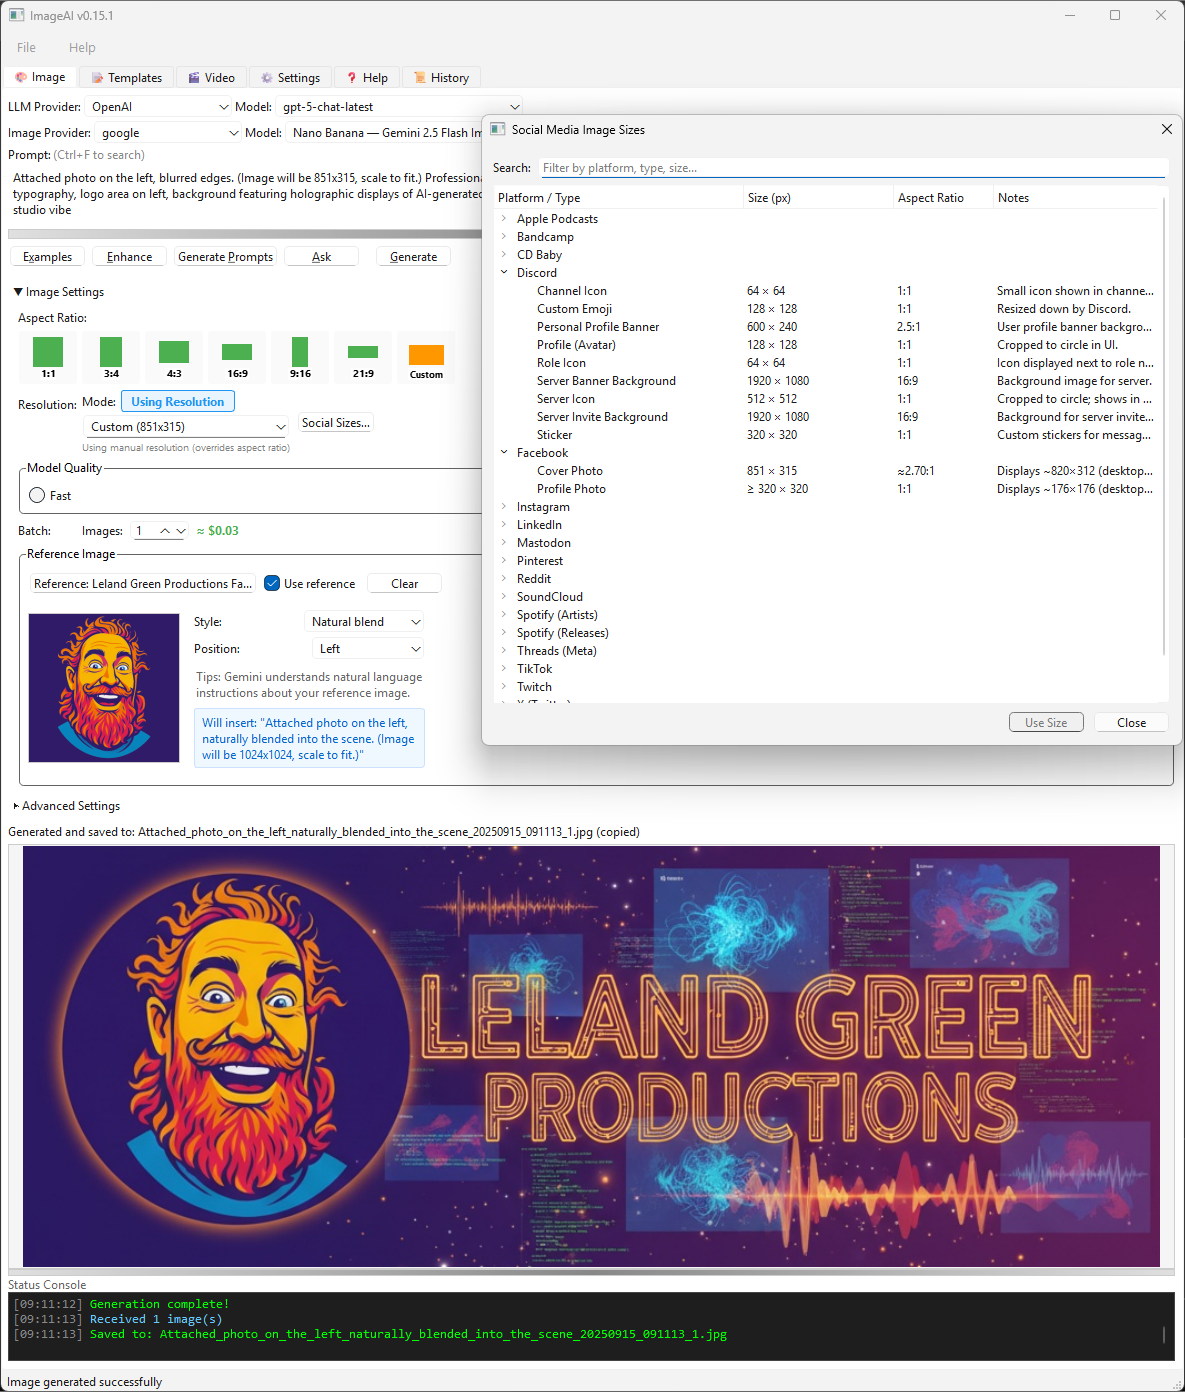 ImageAI v0.15.1
File Help
Image Templates Video Settings Help History
LLM Provider: OpenAI Model: gpt-5-chat-latest
Image Provider: google Model: Nano Banana — Gemini 2.5 Flash Im
Prompt: (Ctrl+F to search)
Attached photo on the left, blurred edges. (Image will be 851x315, scale to fit.) Profession
typography, logo area on left, background featuring holographic displays of AI-generated
studio vibe
Examples Enhance Generate Prompts Ask Generate
▼ Image Settings
Aspect Ratio:
1:1 3:4 4:3 16:9 9:16 21:9 Custom
Resolution: Mode: Using Resolution
Custom (851x315) Social Sizes...
Using manual resolution (overrides aspect ratio)
Model Quality
Fast
Batch: Images: 1 ≈ $0.03
Reference Image
Reference: Leland Green Productions Fa... Use reference Clear
Style: Natural blend
Position: Left
Tips: Gemini understands natural language
instructions about your reference image.
Will insert: "Attached photo on the left,
naturally blended into the scene. (Image
will be 1024x1024, scale to fit.)"
Social Media Image Sizes
Search: Filter by platform, type, size...
Platform / Type Size (px) Aspect Ratio Notes
Apple Podcasts
Bandcamp
CD Baby
Discord
Channel Icon 64 × 64 1:1 Small icon shown in channe...
Custom Emoji 128 × 128 1:1 Resized down by Discord.
Personal Profile Banner 600 × 240 2.5:1 User profile banner backgro...
Profile (Avatar) 128 × 128 1:1 Cropped to circle in UI.
Role Icon 64 × 64 1:1 Icon displayed next to role n...
Server Banner Background 1920 × 1080 16:9 Background image for server.
Server Icon 512 × 512 1:1 Cropped to circle; shows in ...
Server Invite Background 1920 × 1080 16:9 Background for server invite...
Sticker 320 × 320 1:1 Custom stickers for messag...
Facebook
Cover Photo 851 × 315 ≈2.70:1 Displays ~820×312 (desktop...
Profile Photo ≥ 320 × 320 1:1 Displays ~176×176 (desktop...
Instagram
LinkedIn
Mastodon
Pinterest
Reddit
SoundCloud
Spotify (Artists)
Spotify (Releases)
Threads (Meta)
TikTok
Twitch
X (Twitter)
Use Size Close
Advanced Settings
Generated and saved to: Attached_photo_on_the_left_naturally_blended_into_the_scene_20250915_091113_1.jpg (copied)
LELAND GREEN
PRODUCTIONS
Status Console
[09:11:12] Generation complete!
[09:11:13] Received 1 image(s)
[09:11:13] Saved to: Attached_photo_on_the_left_naturally_blended_into_the_scene_20250915_091113_1.jpg
Image generated successfully